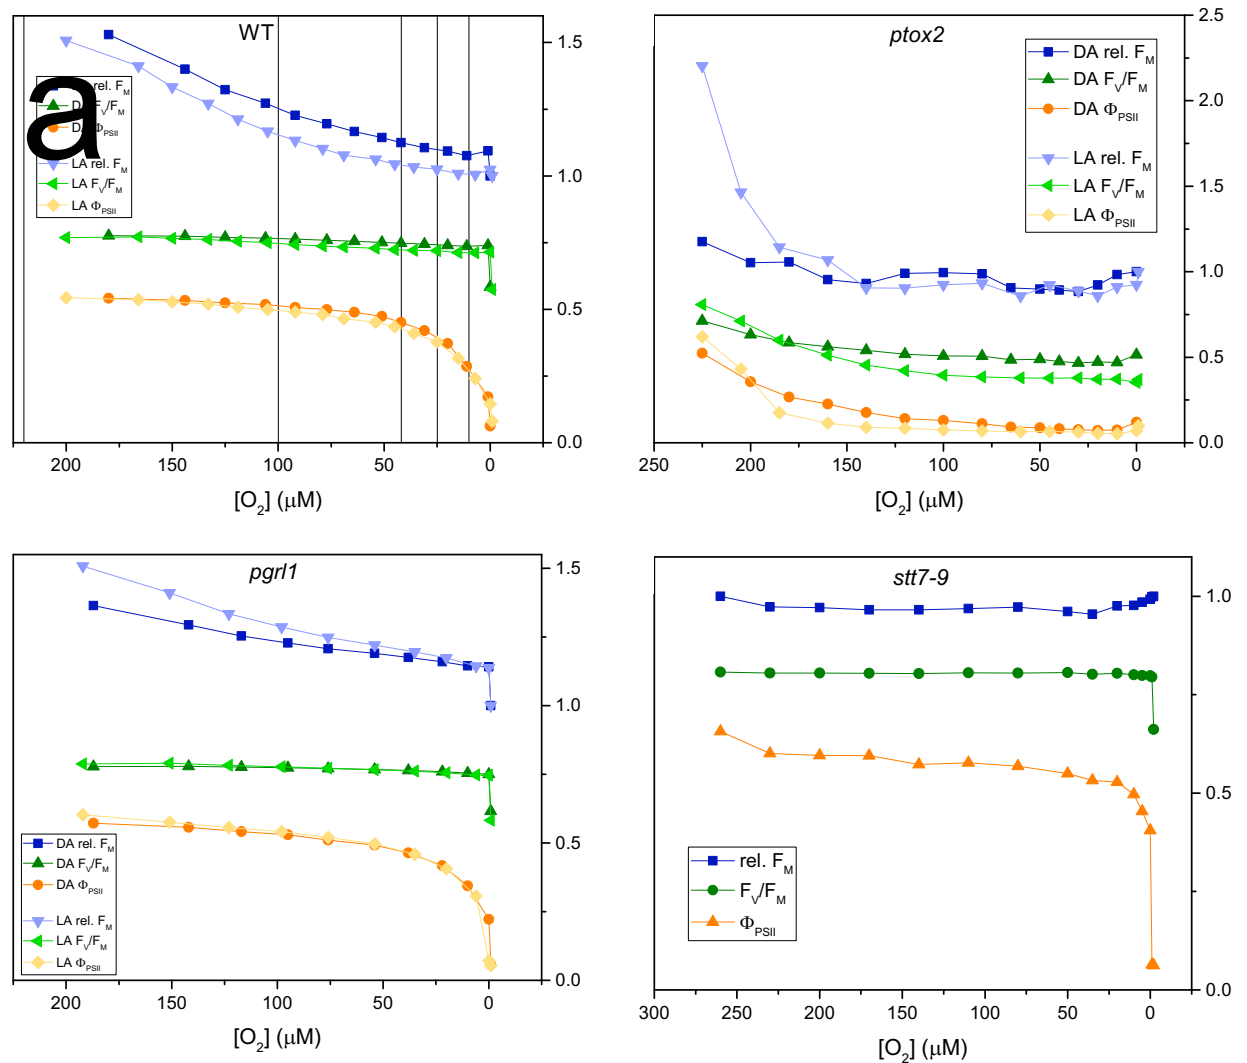 a
WT
DA rel. F_M
DA F_V/F_M
DA Φ_PSII
LA rel. F_M
LA F_V/F_M
LA Φ_PSII
1.5
1.0
0.5
0.0
200 150 100 50 0
[O_2] (μM)
ptox2
DA rel. F_M
DA F_V/F_M
DA Φ_PSII
LA rel. F_M
LA F_V/F_M
LA Φ_PSII
2.5
2.0
1.5
1.0
0.5
0.0
250 200 150 100 50 0
[O_2] (μM)
pgrl1
DA rel. F_M
DA F_V/F_M
DA Φ_PSII
LA rel. F_M
LA F_V/F_M
LA Φ_PSII
1.5
1.0
0.5
0.0
200 150 100 50 0
[O_2] (μM)
stt7-9
rel. F_M
F_V/F_M
Φ_PSII
1.0
0.5
0.0
300 250 200 150 100 50 0
[O_2] (μM)